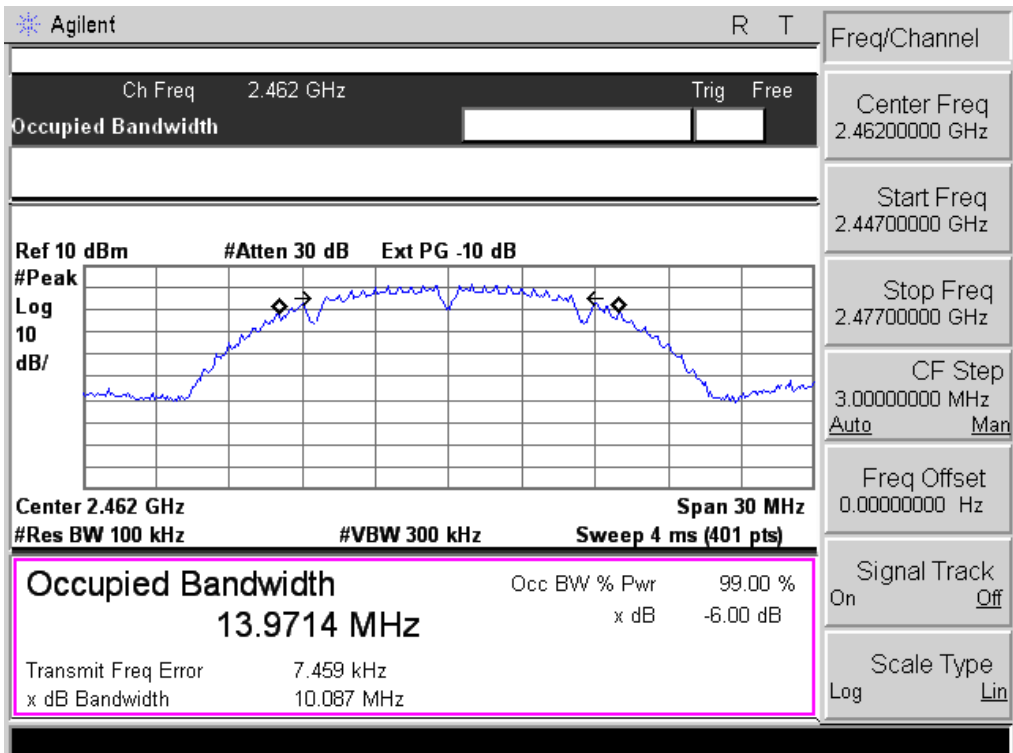 Agilent R T
Ch Freq 2.462 GHz Trig Free
Occupied Bandwidth
Ref 10 dBm #Atten 30 dB Ext PG -10 dB
#Peak
Log
10
dB/
Center 2.462 GHz Span 30 MHz
#Res BW 100 kHz #VBW 300 kHz Sweep 4 ms (401 pts)
Occupied Bandwidth
13.9714 MHz
Occ BW % Pwr 99.00 %
x dB -6.00 dB
Transmit Freq Error 7.459 kHz
x dB Bandwidth 10.087 MHz
Freq/Channel
Center Freq
2.46200000 GHz
Start Freq
2.44700000 GHz
Stop Freq
2.47700000 GHz
CF Step
3.00000000 MHz
Auto Man
Freq Offset
0.00000000 Hz
Signal Track
On Off
Scale Type
Log Lin